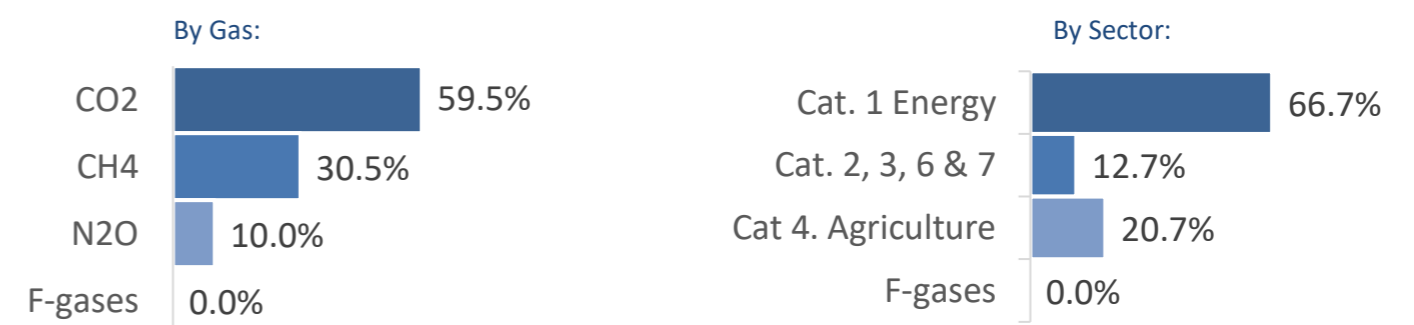 By Gas:
CO2 59.5%
CH4 30.5%
N2O 10.0%
F-gases 0.0%
By Sector:
Cat. 1 Energy 66.7%
Cat. 2, 3, 6 & 7 12.7%
Cat 4. Agriculture 20.7%
F-gases 0.0%